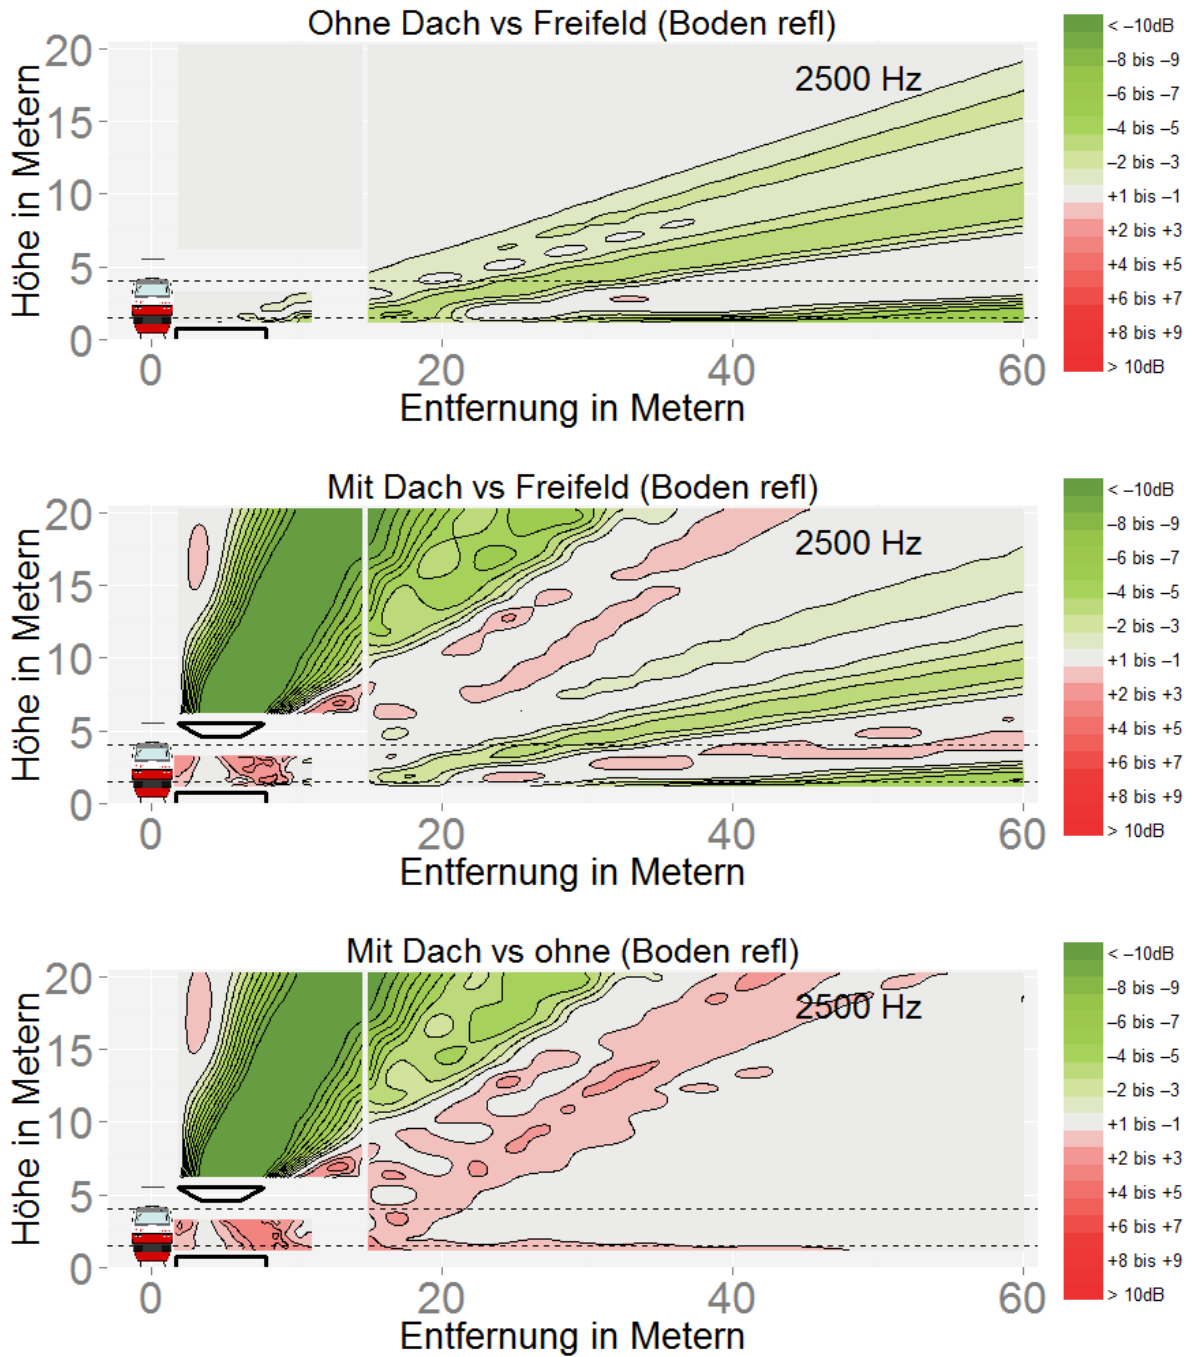 Ohne Dach vs Freifeld (Boden refl)
2500 Hz
Höhe in Metern
20
15
10
5
0
0 20 40 60
Entfernung in Metern
< –10dB
–8 bis –9
–6 bis –7
–4 bis –5
–2 bis –3
+1 bis –1
+2 bis +3
+4 bis +5
+6 bis +7
+8 bis +9
> 10dB
Mit Dach vs Freifeld (Boden refl)
2500 Hz
Höhe in Metern
20
15
10
5
0
0 20 40 60
Entfernung in Metern
< –10dB
–8 bis –9
–6 bis –7
–4 bis –5
–2 bis –3
+1 bis –1
+2 bis +3
+4 bis +5
+6 bis +7
+8 bis +9
> 10dB
Mit Dach vs ohne (Boden refl)
2500 Hz
Höhe in Metern
20
15
10
5
0
0 20 40 60
Entfernung in Metern
< –10dB
–8 bis –9
–6 bis –7
–4 bis –5
–2 bis –3
+1 bis –1
+2 bis +3
+4 bis +5
+6 bis +7
+8 bis +9
> 10dB